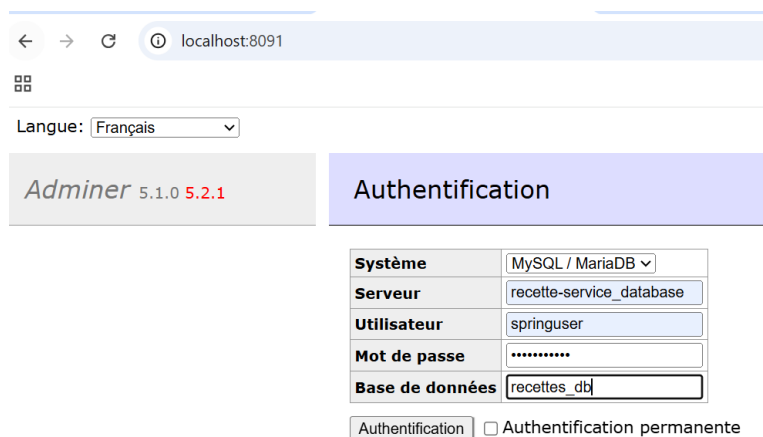 localhost:8091
Langue: Français
Adminer 5.1.0 5.2.1
Authentification
Système MySQL / MariaDB
Serveur recette-service_database
Utilisateur springuser
Mot de passe •••••••••••
Base de données recettes_db
Authentification Authentification permanente